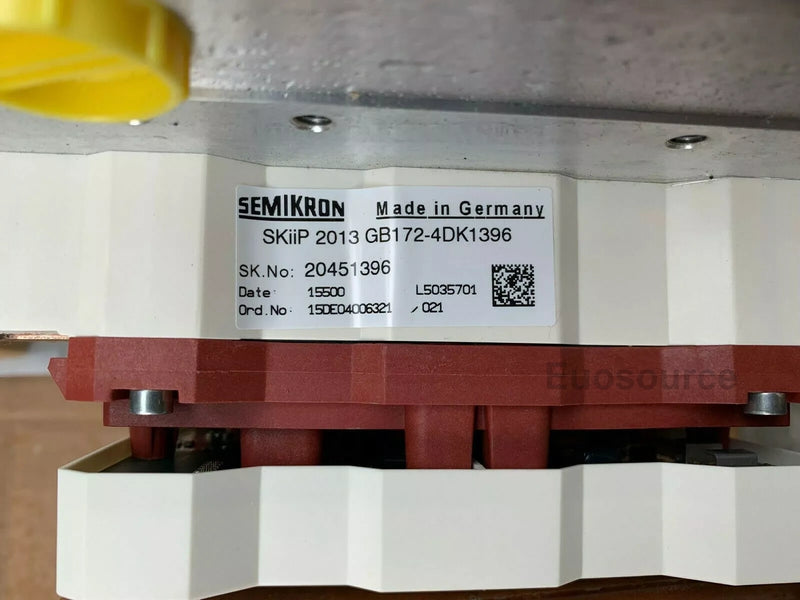 SEMIKRON Made in Germany
SKiiP 2013 GB172-4DK1396
SK.No: 20451396
Date: 15500 L5035701
Ord.No: 15DE04006321 /021
Euosource